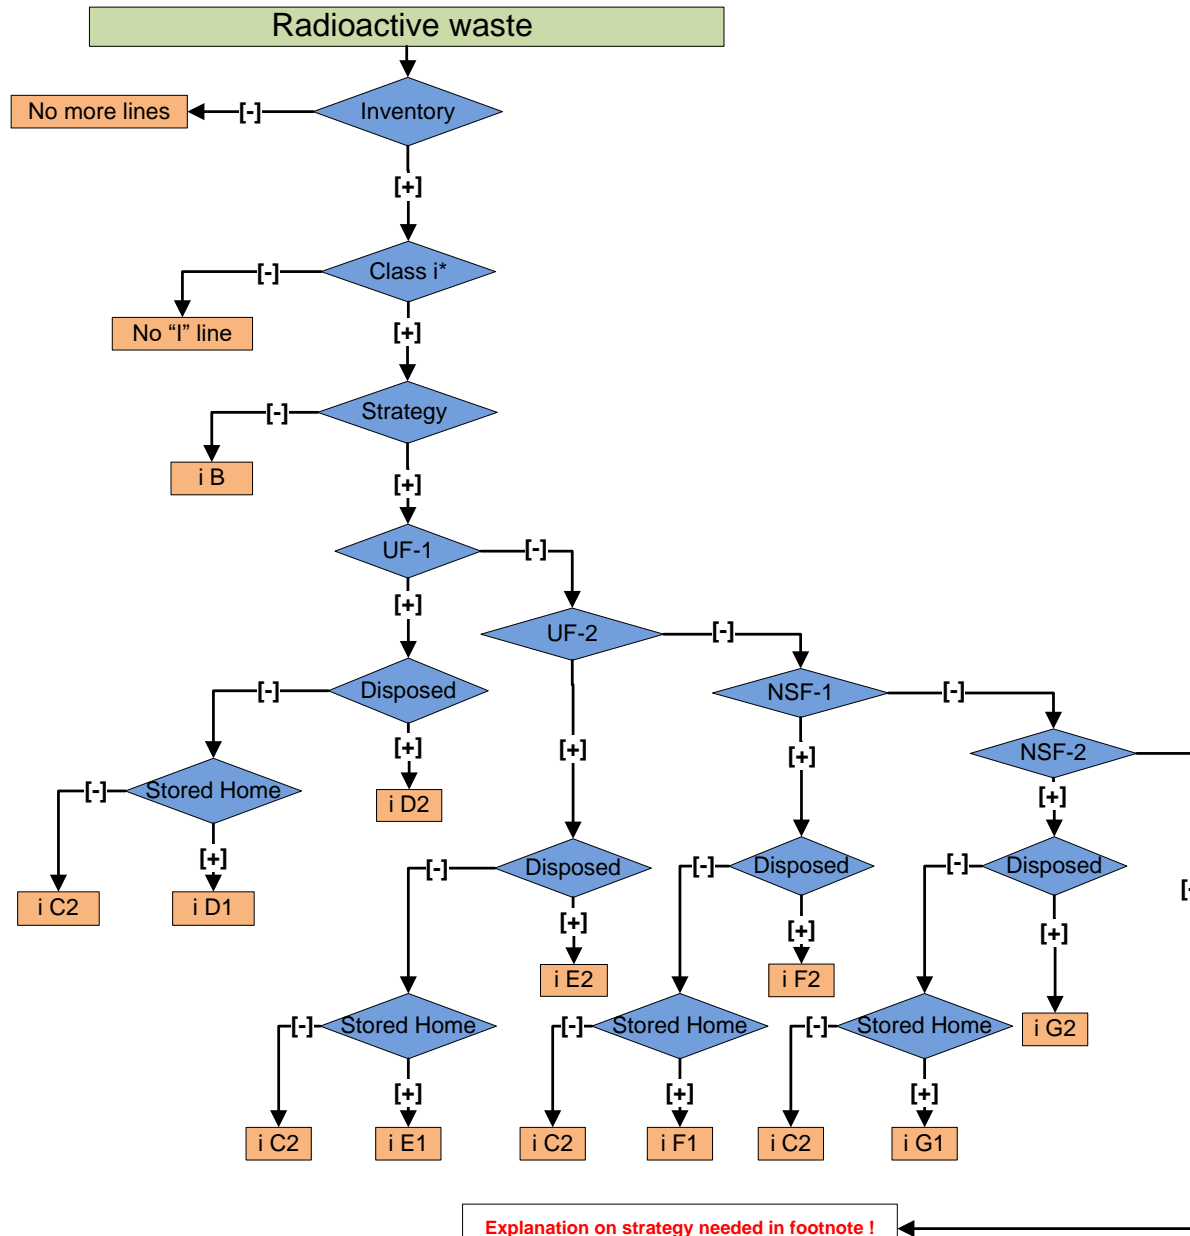 Radioactive waste
No more lines
[-]
Inventory
[+]
[-]
Class i*
No “I” line
[+]
[-]
Strategy
i B
[+]
UF-1
[-]
[+]
UF-2
[-]
[-]
Disposed
NSF-1
[-]
[+]
[+]
[+]
NSF-2
[-]
Stored Home
i D2
[+]
[+]
[-]
Disposed
[-]
Disposed
[-]
Disposed
i C2
i D1
[+]
[+]
[+]
i E2
i F2
[-]
Stored Home
[-]
Stored Home
[-]
Stored Home
i G2
[+]
[+]
[+]
i C2
i E1
i C2
i F1
i C2
i G1
Explanation on strategy needed in footnote !